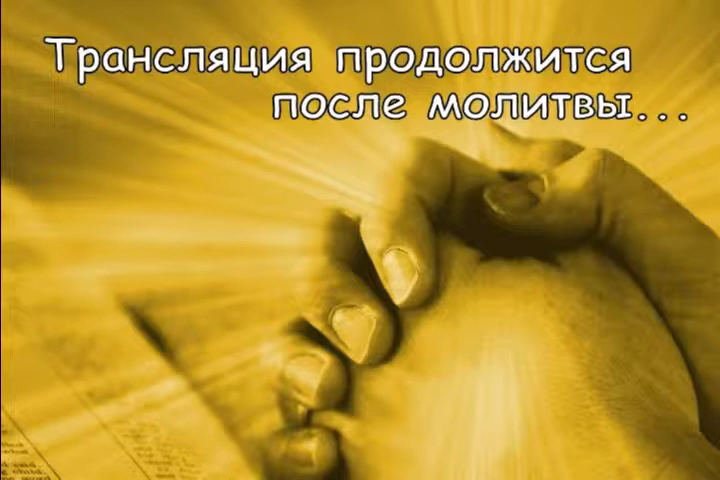 Трансляция продолжится
после молитвы...